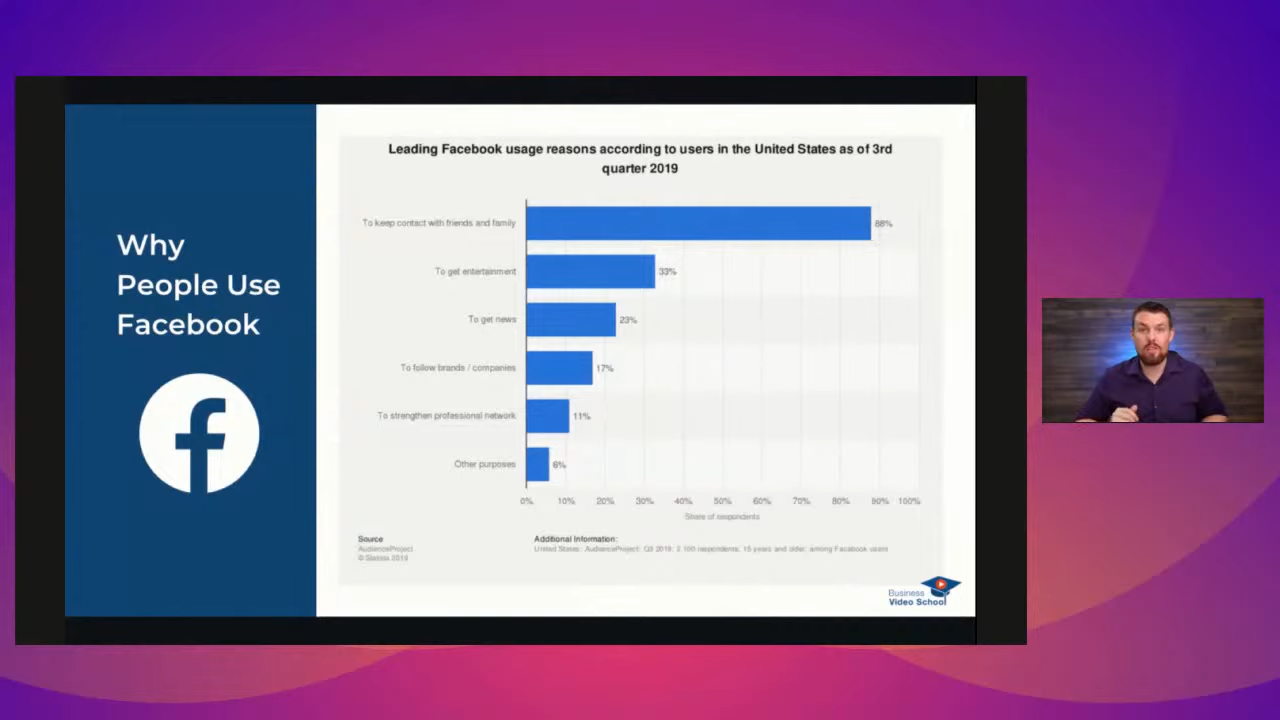 Why
People Use
Facebook
Leading Facebook usage reasons according to users in the United States as of 3rd
quarter 2019
To keep contact with friends and family
88%
To get entertainment
33%
To get news
23%
To follow brands / companies
17%
To strengthen professional network
11%
Other purposes
6%
0% 10% 20% 30% 40% 50% 60% 70% 80% 90% 100%
Share of respondents
Source
AudienceProject
© Statista 2019
Additional Information:
United States; AudienceProject; Q3 2019; 2 100 respondents; 15 years and older; among Facebook users
Business
Video School